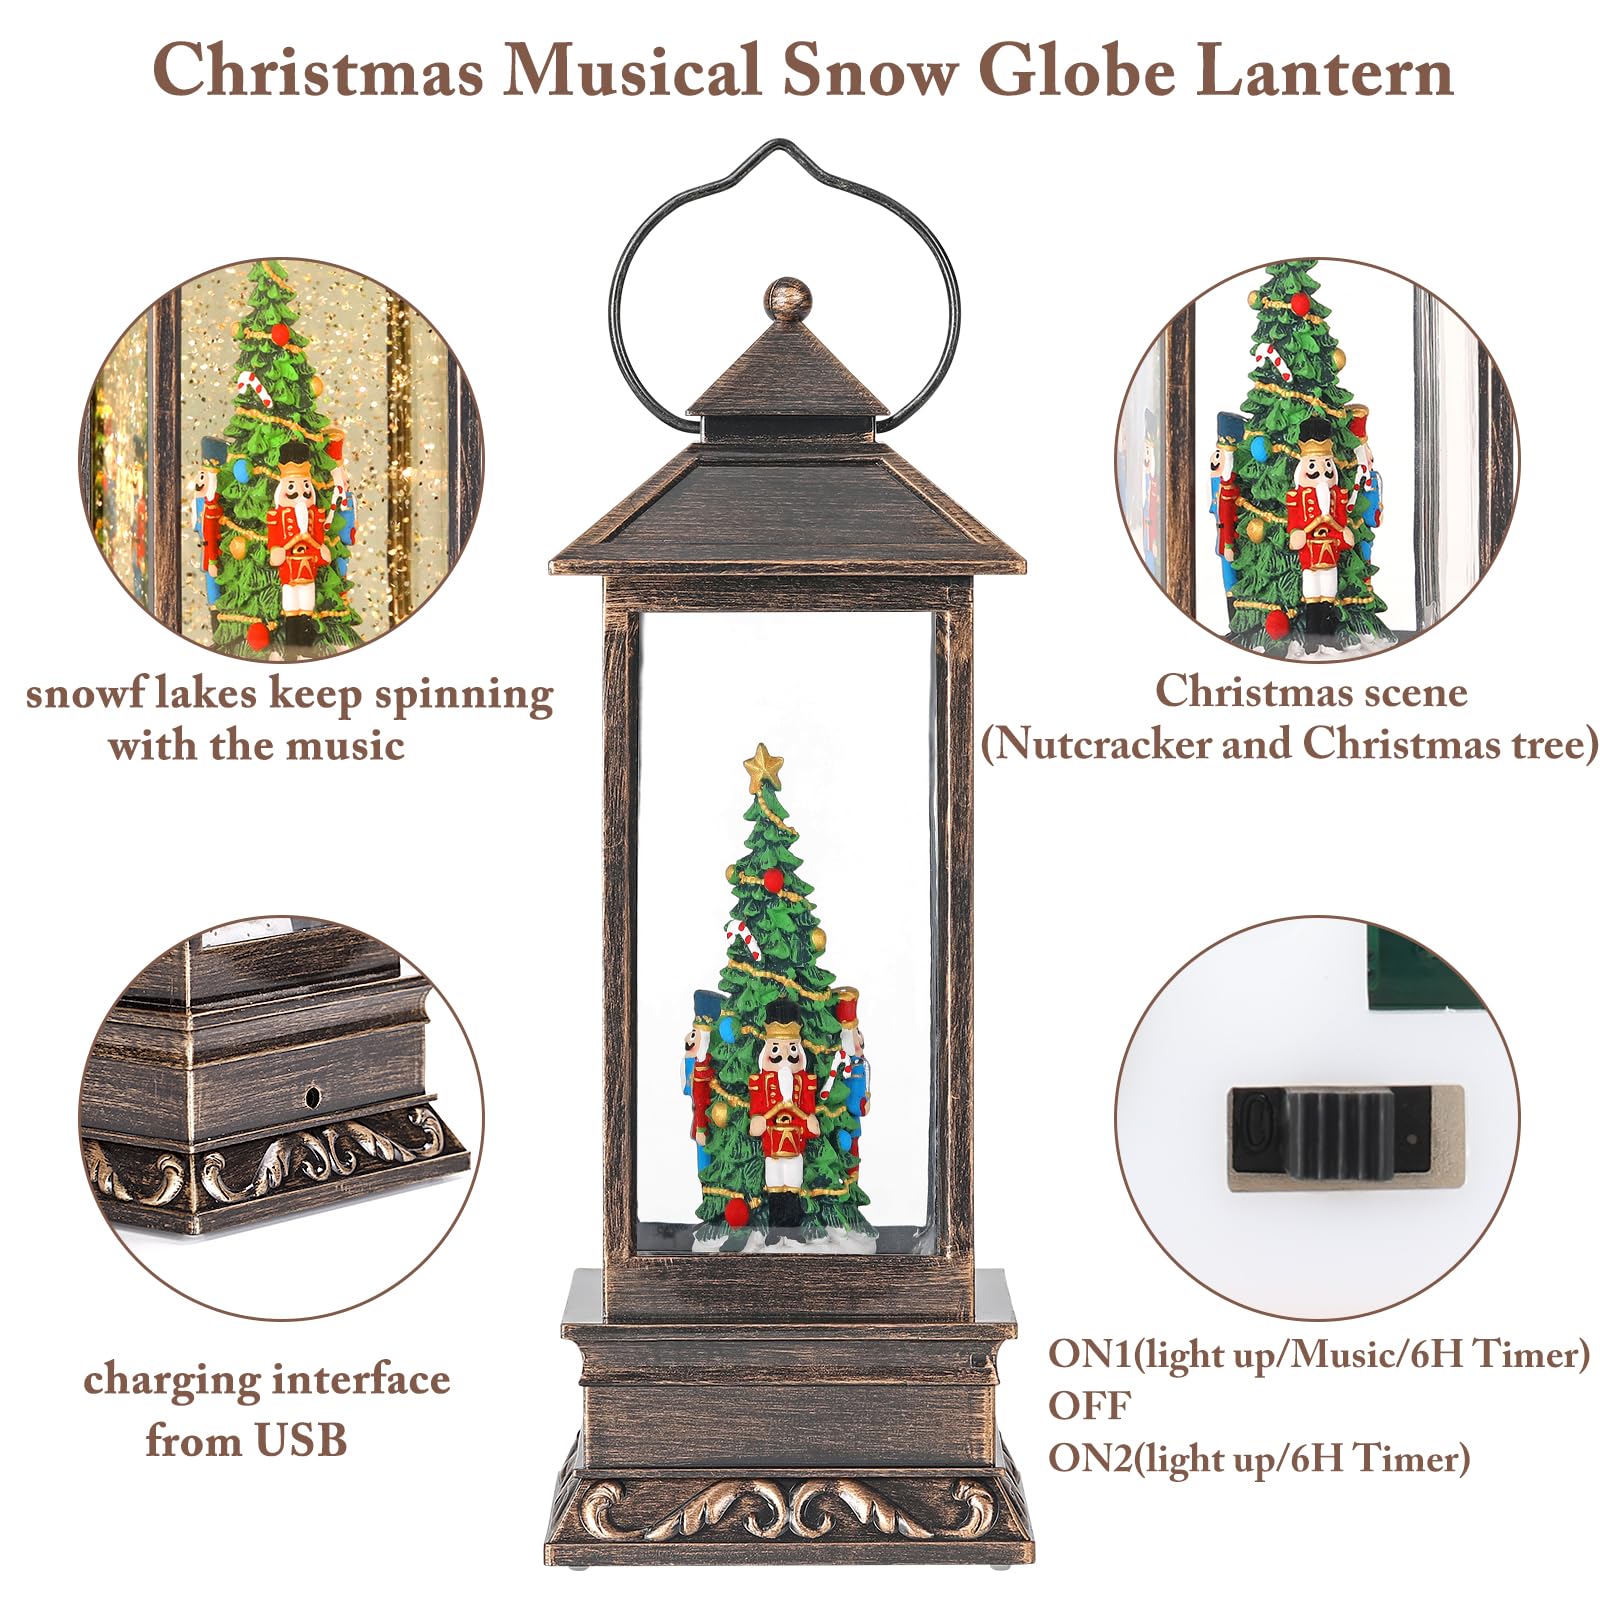 Christmas Musical Snow Globe Lantern
snowf lakes keep spinning
with the music
Christmas scene
(Nutcracker and Christmas tree)
charging interface
from USB
ON1(light up/Music/6H Timer)
OFF
ON2(light up/6H Timer)